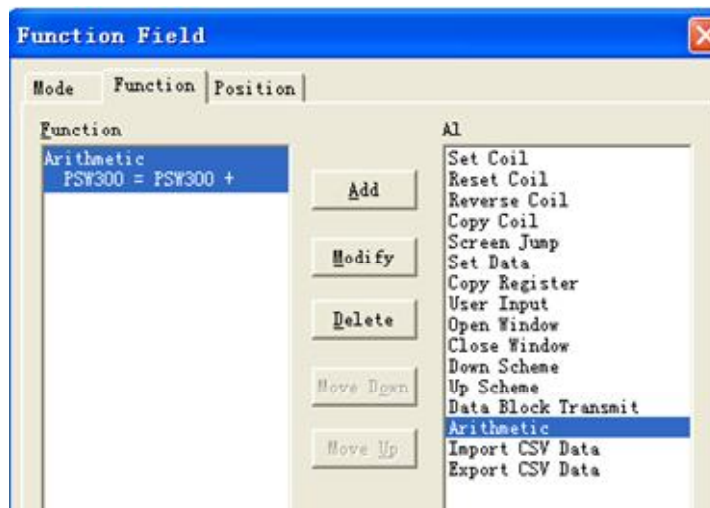 Function Field
Mode Function Position
Function
Arithmetic
PSW300 = PSW300 +
Add
Modify
Delete
Move Down
Move Up
Al
Set Coil
Reset Coil
Reverse Coil
Copy Coil
Screen Jump
Set Data
Copy Register
User Input
Open Window
Close Window
Down Scheme
Up Scheme
Data Block Transmit
Arithmetic
Import CSV Data
Export CSV Data